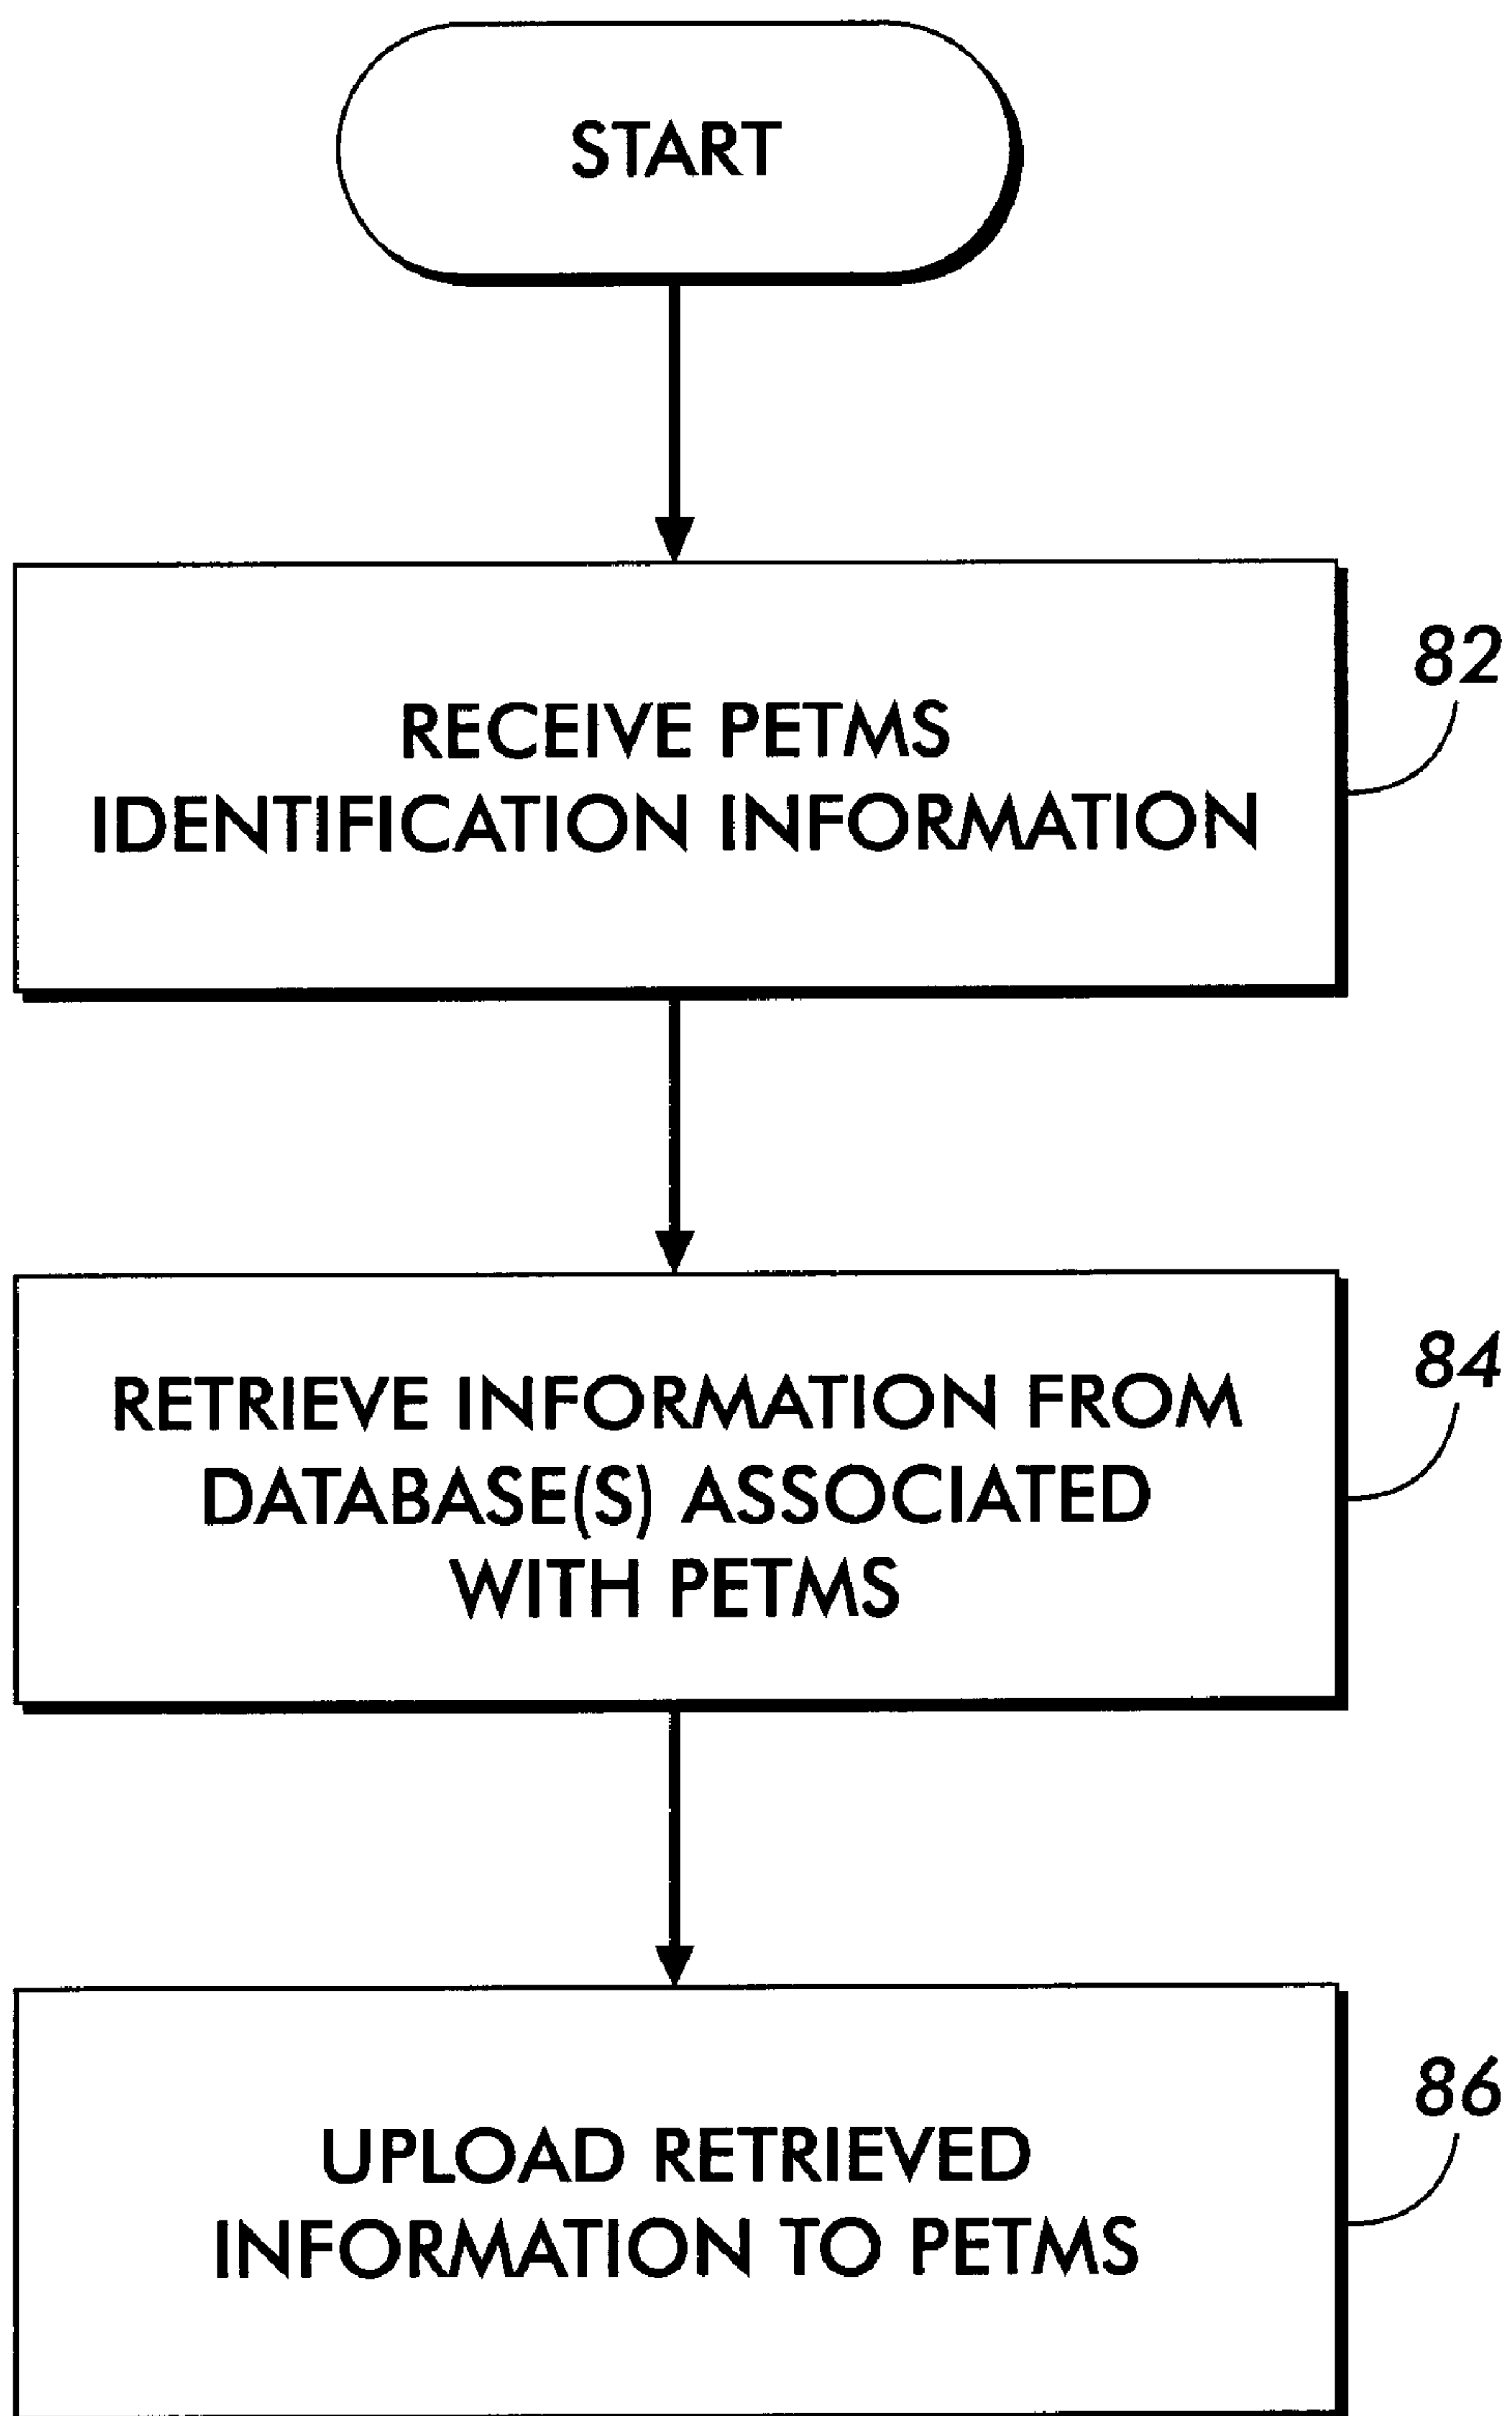 START
82
RECEIVE PETMS
IDENTIFICATION INFORMATION
84
RETRIEVE INFORMATION FROM
DATABASE(S) ASSOCIATED
WITH PETMS
86
UPLOAD RETRIEVED
INFORMATION TO PETMS